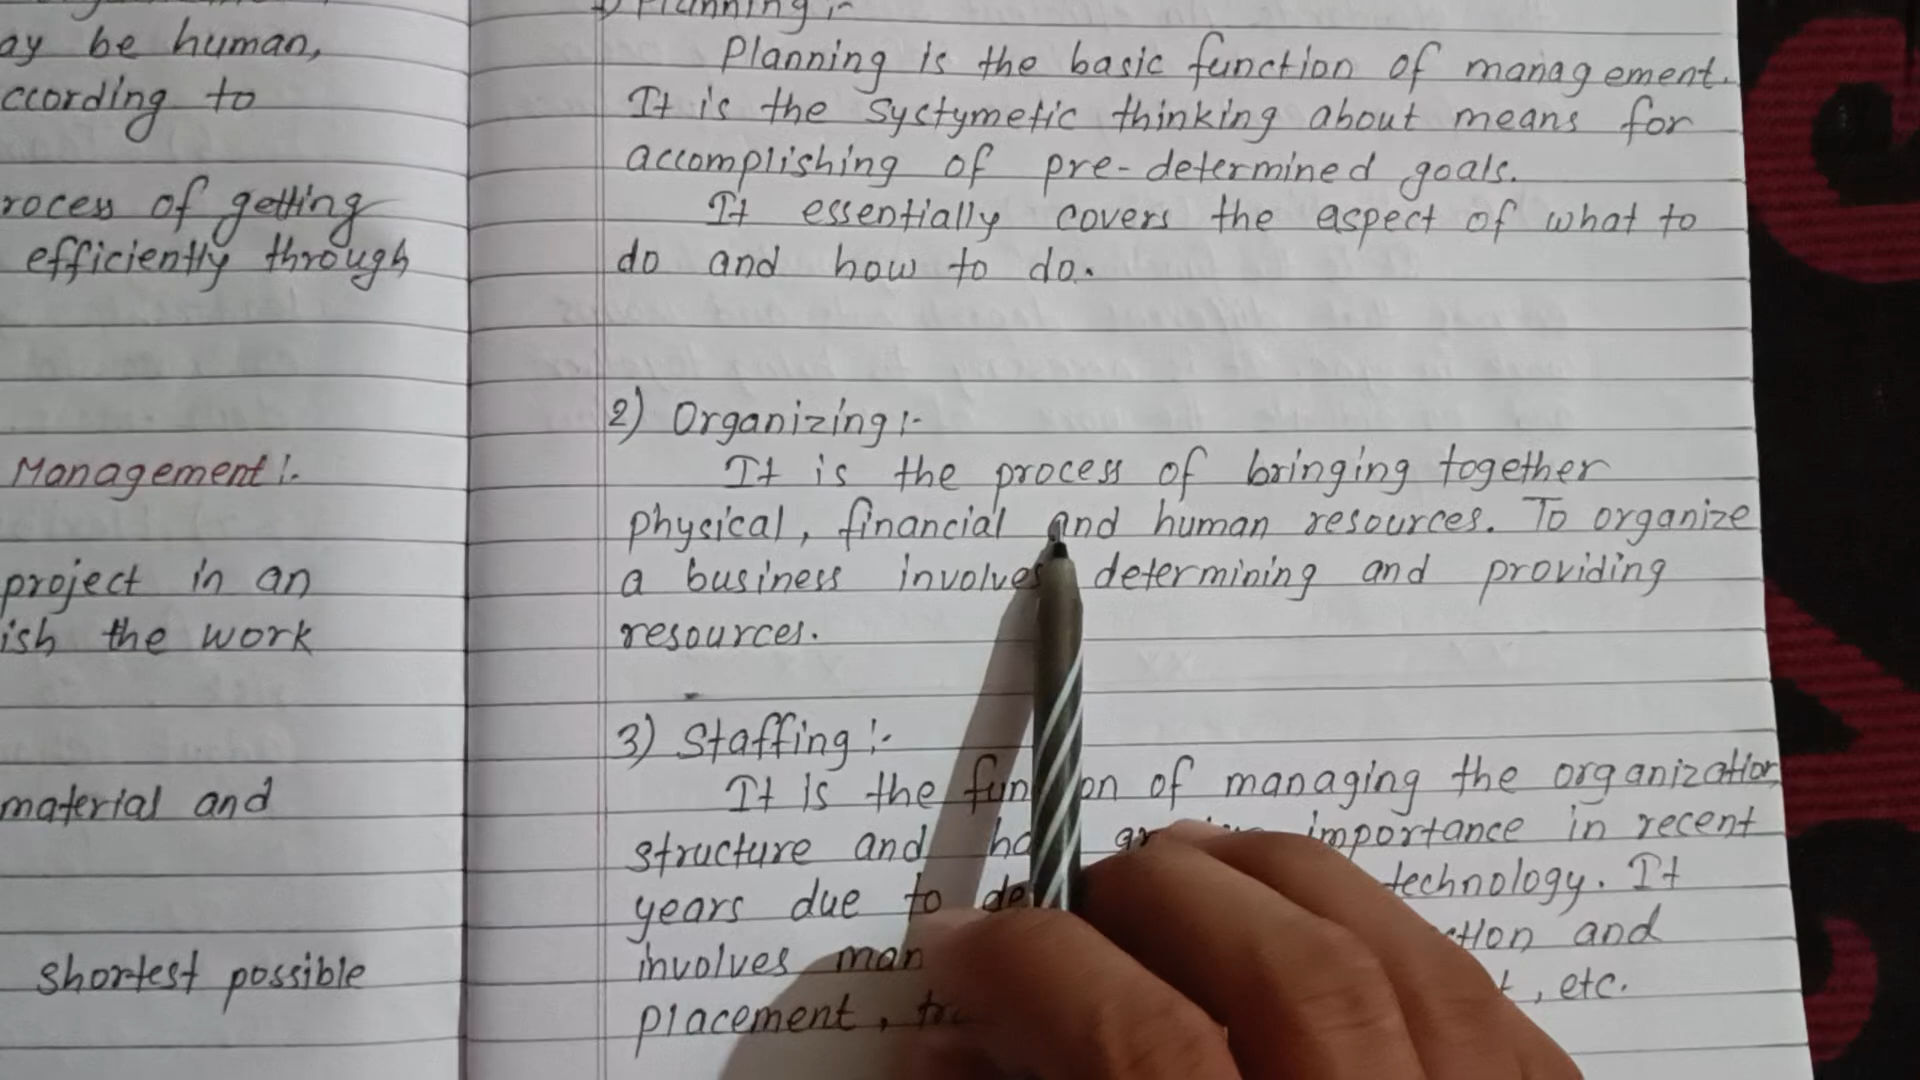 ay be human,
ccording to
rocess of getting
efficiently through
Management :-
project in an
ish the work
material and
shortest possible
1) Planning :-
Planning is the basic function of management.
It is the systymetic thinking about means for
accomplishing of pre-determined goals.
It essentially covers the aspect of what to
do and how to do.
2) Organizing :-
It is the process of bringing together
physical, financial and human resources. To organize
a business involves determining and providing
resources.
3) Staffing :-
It is the of managing the organization
structure and importance in recent
years due to technology. It
involves and
placement, etc.